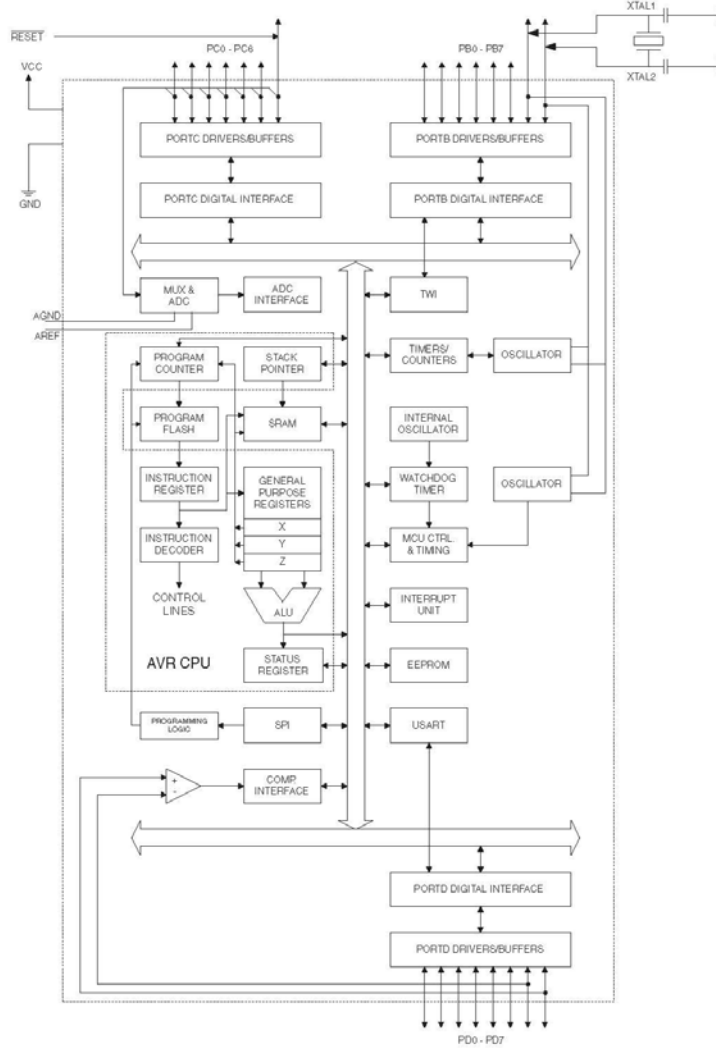 XTAL1
RESET
PC0 - PC6
PB0 - PB7
XTAL2
VCC
PORTC DRIVERS/BUFFERS
PORTB DRIVERS/BUFFERS
PORTC DIGITAL INTERFACE
PORTB DIGITAL INTERFACE
GND
MUX &
ADC
ADC
INTERFACE
TWI
AGND
AREF
PROGRAM
COUNTER
STACK
POINTER
TIMERS/
COUNTERS
OSCILLATOR
PROGRAM
FLASH
SRAM
INTERNAL
OSCILLATOR
INSTRUCTION
REGISTER
GENERAL
PURPOSE
REGISTERS
WATCHDOG
TIMER
OSCILLATOR
X
INSTRUCTION
DECODER
Y
MCU CTRL.
& TIMING
Z
CONTROL
LINES
ALU
INTERRUPT
UNIT
AVR CPU
STATUS
REGISTER
EEPROM
PROGRAMMING
LOGIC
SPI
USART
+
-
COMP.
INTERFACE
PORTD DIGITAL INTERFACE
PORTD DRIVERS/BUFFERS
PD0 - PD7